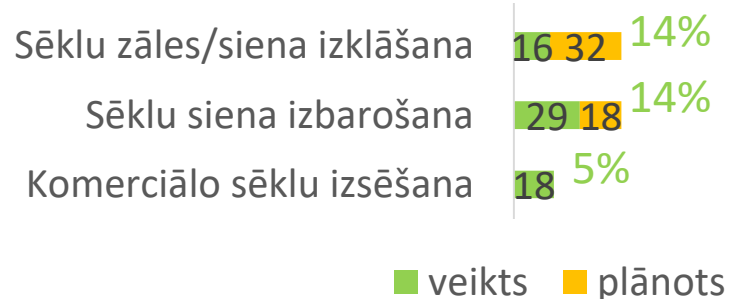 Sēklu zāles/siena izklāšana 16 32 14%
Sēklu siena izbarošana 29 18 14%
Komerciālo sēklu izsēšana 18 5%
veikts plānots